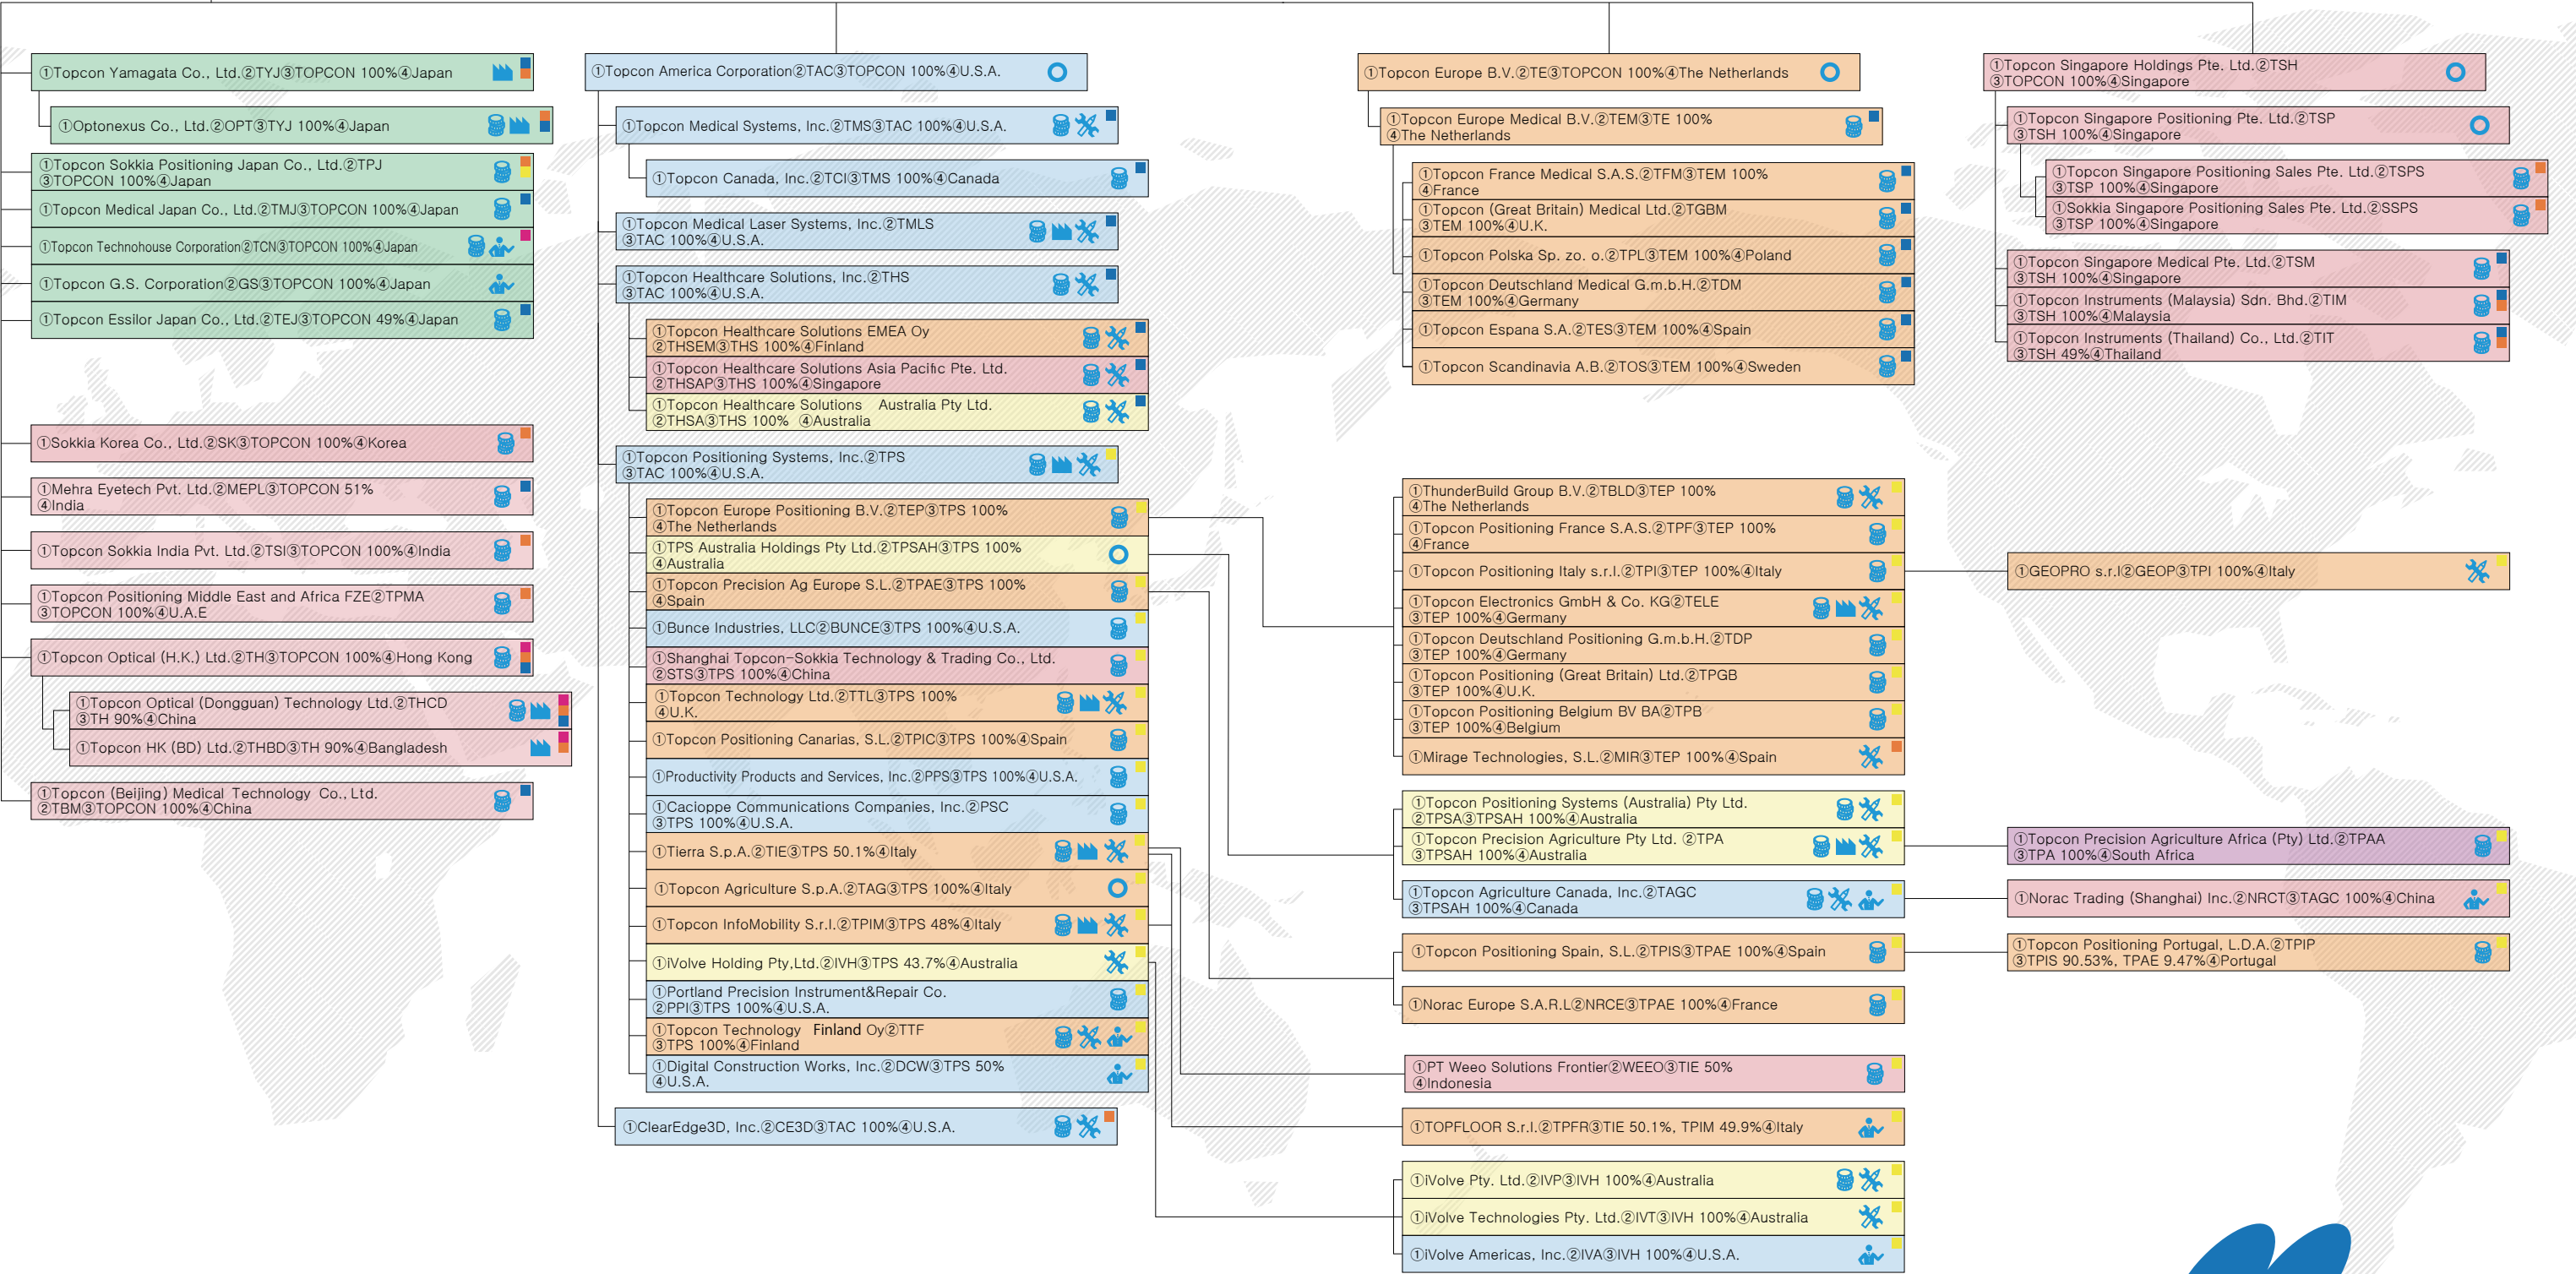 ①Topcon Yamagata Co., Ltd.②TYJ③TOPCON 100%④Japan
①Optonexus Co., Ltd.②OPT③TYJ 100%④Japan
①Topcon Sokkia Positioning Japan Co., Ltd.②TPJ
③TOPCON 100%④Japan
①Topcon Medical Japan Co., Ltd.②TMJ③TOPCON 100%④Japan
①Topcon Technohouse Corporation②TCN③TOPCON 100%④Japan
①Topcon G.S. Corporation②GS③TOPCON 100%④Japan
①Topcon Essilor Japan Co., Ltd.②TEJ③TOPCON 49%④Japan
①Sokkia Korea Co., Ltd.②SK③TOPCON 100%④Korea
①Mehra Eyetech Pvt. Ltd.②MEPL③TOPCON 51%
④India
①Topcon Sokkia India Pvt. Ltd.②TSI③TOPCON 100%④India
①Topcon Positioning Middle East and Africa FZE②TPMA
③TOPCON 100%④U.A.E
①Topcon Optical (H.K.) Ltd.②TH③TOPCON 100%④Hong Kong
①Topcon Optical (Dongguan) Technology Ltd.②THCD
③TH 90%④China
①Topcon HK (BD) Ltd.②THBD③TH 90%④Bangladesh
①Topcon (Beijing) Medical Technology Co., Ltd.
②TBM③TOPCON 100%④China
①Topcon America Corporation②TAC③TOPCON 100%④U.S.A.
①Topcon Medical Systems, Inc.②TMS③TAC 100%④U.S.A.
①Topcon Canada, Inc.②TCI③TMS 100%④Canada
①Topcon Medical Laser Systems, Inc.②TMLS
③TAC 100%④U.S.A.
①Topcon Healthcare Solutions, Inc.②THS
③TAC 100%④U.S.A.
①Topcon Healthcare Solutions EMEA Oy
②THSEM③THS 100%④Finland
①Topcon Healthcare Solutions Asia Pacific Pte. Ltd.
②THSAP③THS 100%④Singapore
①Topcon Healthcare Solutions Australia Pty Ltd.
②THSA③THS 100% ④Australia
①Topcon Positioning Systems, Inc.②TPS
③TAC 100%④U.S.A.
①Topcon Europe Positioning B.V.②TEP③TPS 100%
④The Netherlands
①TPS Australia Holdings Pty Ltd.②TPSAH③TPS 100%
④Australia
①Topcon Precision Ag Europe S.L.②TPAE③TPS 100%
④Spain
①Bunce Industries, LLC②BUNCE③TPS 100%④U.S.A.
①Shanghai Topcon-Sokkia Technology & Trading Co., Ltd.
②STS③TPS 100%④China
①Topcon Technology Ltd.②TTL③TPS 100%
④U.K.
①Topcon Positioning Canarias, S.L.②TPIC③TPS 100%④Spain
①Productivity Products and Services, Inc.②PPS③TPS 100%④U.S.A.
①Cacioppe Communications Companies, Inc.②PSC
③TPS 100%④U.S.A.
①Tierra S.p.A.②TIE③TPS 50.1%④Italy
①Topcon Agriculture S.p.A.②TAG③TPS 100%④Italy
①Topcon InfoMobility S.r.l.②TPIM③TPS 48%④Italy
①iVolve Holding Pty,Ltd.②IVH③TPS 43.7%④Australia
①Portland Precision Instrument&Repair Co.
②PPI③TPS 100%④U.S.A.
①Topcon Technology Finland Oy②TTF
③TPS 100%④Finland
①Digital Construction Works, Inc.②DCW③TPS 50%
④U.S.A.
①ClearEdge3D, Inc.②CE3D③TAC 100%④U.S.A.
①Topcon Europe B.V.②TE③TOPCON 100%④The Netherlands
①Topcon Europe Medical B.V.②TEM③TE 100%
④The Netherlands
①Topcon France Medical S.A.S.②TFM③TEM 100%
④France
①Topcon (Great Britain) Medical Ltd.②TGBM
③TEM 100%④U.K.
①Topcon Polska Sp. zo. o.②TPL③TEM 100%④Poland
①Topcon Deutschland Medical G.m.b.H.②TDM
③TEM 100%④Germany
①Topcon Espana S.A.②TES③TEM 100%④Spain
①Topcon Scandinavia A.B.②TOS③TEM 100%④Sweden
①ThunderBuild Group B.V.②TBLD③TEP 100%
④The Netherlands
①Topcon Positioning France S.A.S.②TPF③TEP 100%
④France
①Topcon Positioning Italy s.r.l.②TPI③TEP 100%④Italy
①Topcon Electronics GmbH & Co. KG②TELE
③TEP 100%④Germany
①Topcon Deutschland Positioning G.m.b.H.②TDP
③TEP 100%④Germany
①Topcon Positioning (Great Britain) Ltd.②TPGB
③TEP 100%④U.K.
①Topcon Positioning Belgium BV BA②TPB
③TEP 100%④Belgium
①Mirage Technologies, S.L.②MIR③TEP 100%④Spain
①Topcon Positioning Systems (Australia) Pty Ltd.
②TPSA③TPSAH 100%④Australia
①Topcon Precision Agriculture Pty Ltd. ②TPA
③TPSAH 100%④Australia
①Topcon Agriculture Canada, Inc.②TAGC
③TPSAH 100%④Canada
①Topcon Positioning Spain, S.L.②TPIS③TPAE 100%④Spain
①Norac Europe S.A.R.L②NRCE③TPAE 100%④France
①PT Weeo Solutions Frontier②WEEO③TIE 50%
④Indonesia
①TOPFLOOR S.r.l.②TPFR③TIE 50.1%, TPIM 49.9%④Italy
①iVolve Pty. Ltd.②IVP③IVH 100%④Australia
①iVolve Technologies Pty. Ltd.②IVT③IVH 100%④Australia
①iVolve Americas, Inc.②IVA③IVH 100%④U.S.A.
①Topcon Singapore Holdings Pte. Ltd.②TSH
③TOPCON 100%④Singapore
①Topcon Singapore Positioning Pte. Ltd.②TSP
③TSH 100%④Singapore
①Topcon Singapore Positioning Sales Pte. Ltd.②TSPS
③TSP 100%④Singapore
①Sokkia Singapore Positioning Sales Pte. Ltd.②SSPS
③TSP 100%④Singapore
①Topcon Singapore Medical Pte. Ltd.②TSM
③TSH 100%④Singapore
①Topcon Instruments (Malaysia) Sdn. Bhd.②TIM
③TSH 100%④Malaysia
①Topcon Instruments (Thailand) Co., Ltd.②TIT
③TSH 49%④Thailand
①GEOPRO s.r.l②GEOP③TPI 100%④Italy
①Topcon Precision Agriculture Africa (Pty) Ltd.②TPAA
③TPA 100%④South Africa
①Norac Trading (Shanghai) Inc.②NRCT③TAGC 100%④China
①Topcon Positioning Portugal, L.D.A.②TPIP
③TPIS 90.53%, TPAE 9.47%④Portugal